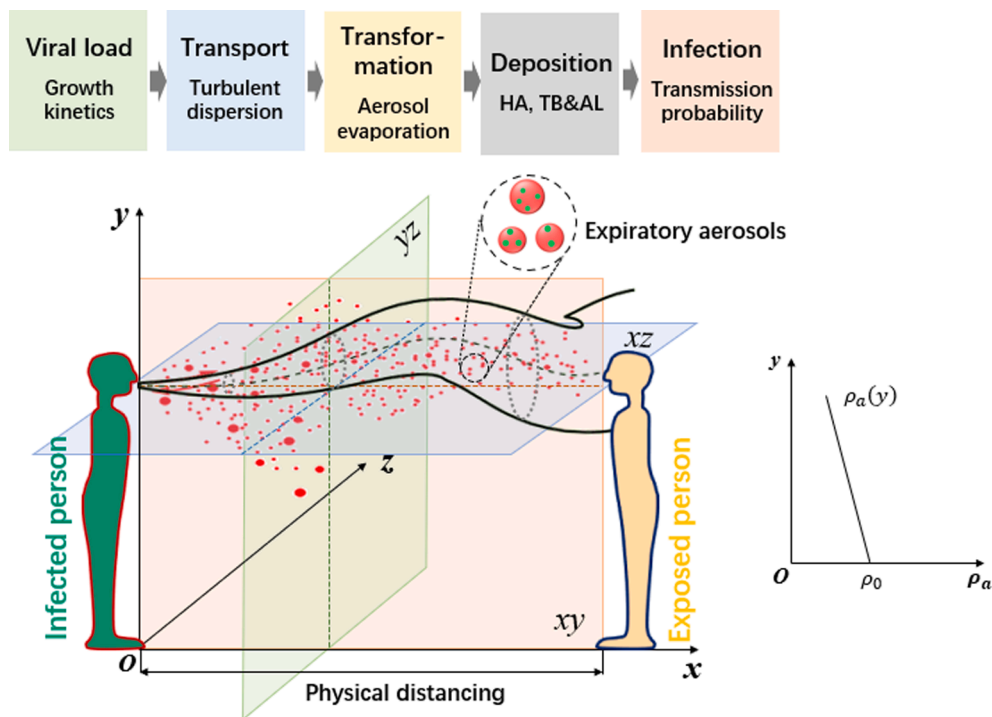 Viral load
Growth
kinetics
Transport
Turbulent
dispersion
Transfor-
mation
Aerosol
evaporation
Deposition
HA, TB&AL
Infection
Transmission
probability
y
yz
Expiratory aerosols
xz
z
Infected person
Exposed person
xy
O
x
Physical distancing
y
ρa(y)
O
ρ0
ρa